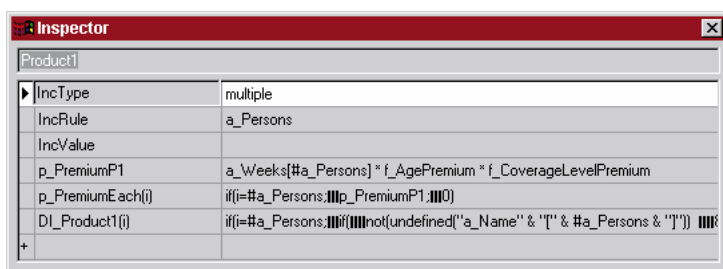 Inspector
Product1
IncType multiple
IncRule a_Persons
IncValue
p_PremiumP1 a_Weeks[#a_Persons] * f_AgePremium * f_CoverageLevelPremium
p_PremiumEach(i) if(i=#a_Persons;||||p_PremiumP1;||||0)
DI_Product1(i) if(i=#a_Persons;||||if(||||not(undefined("a_Name" & "[" & #a_Persons & "]")) ||||&